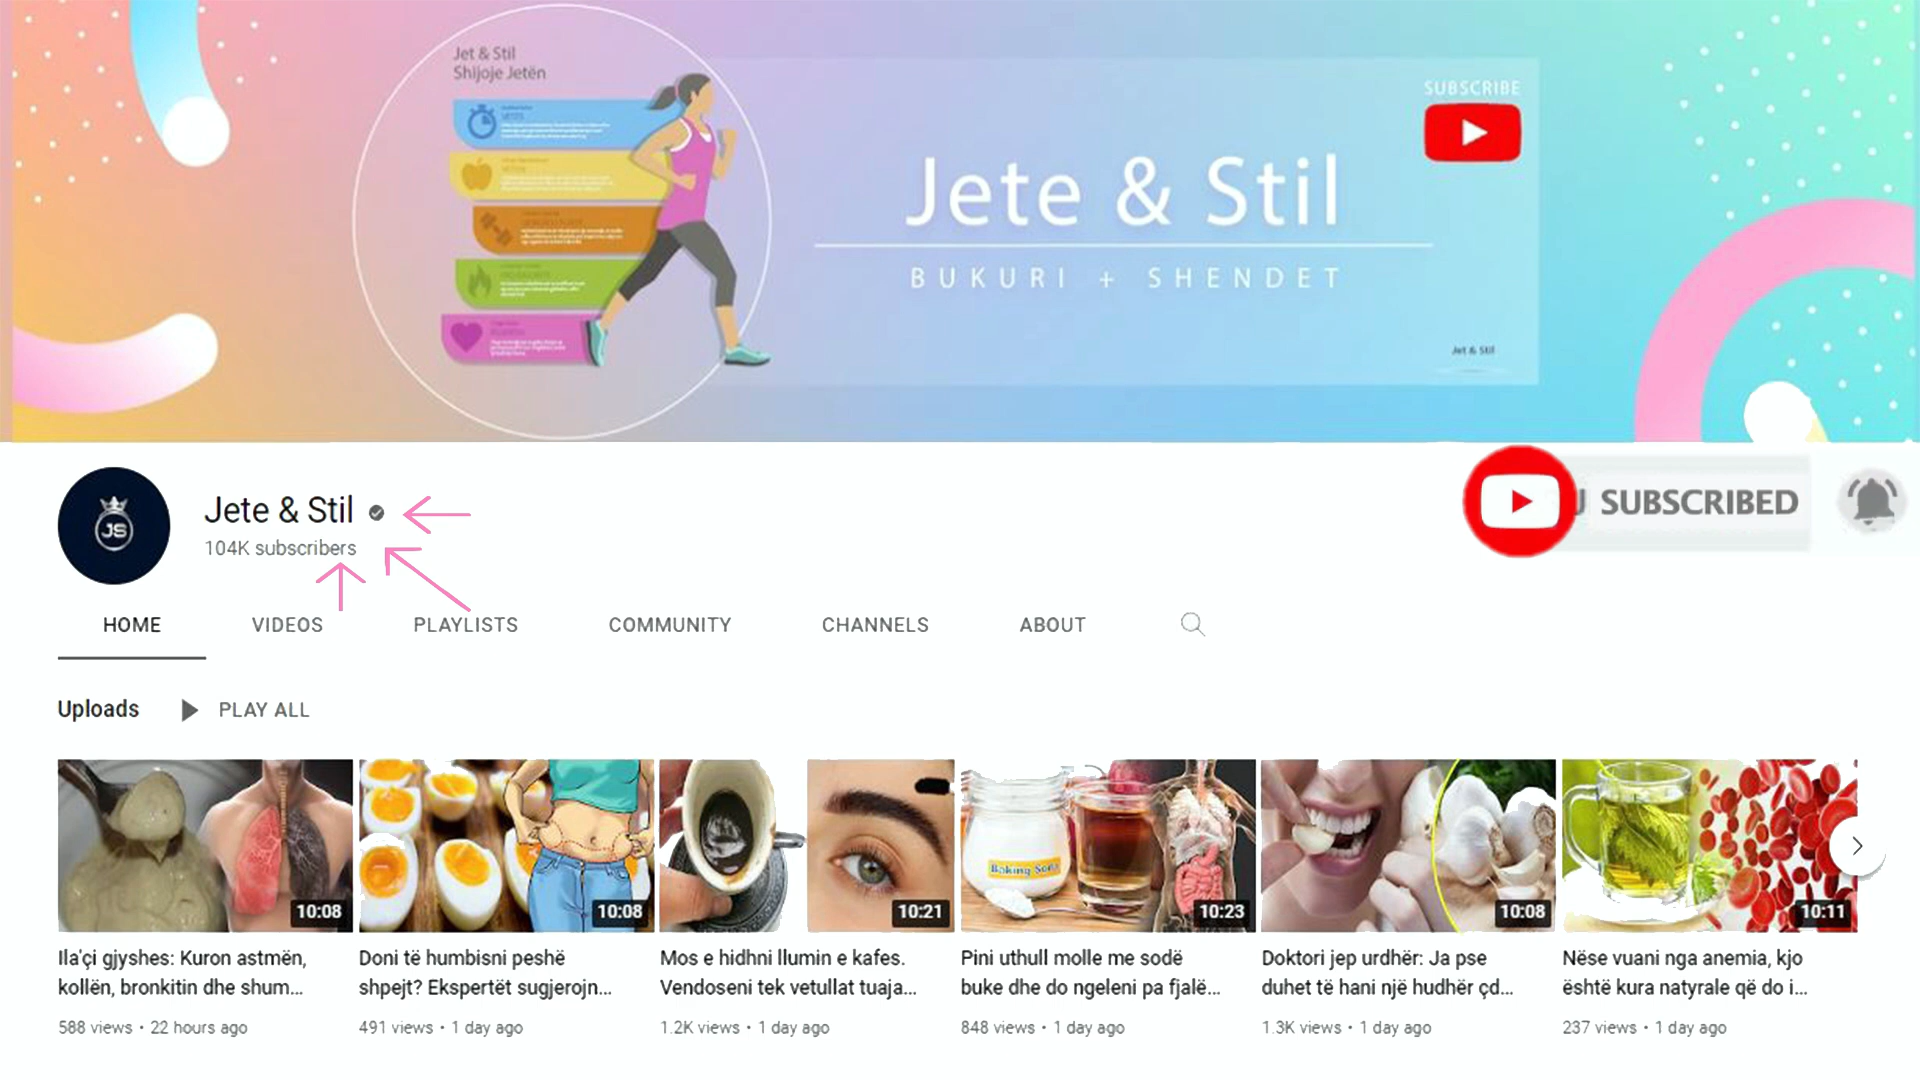 Jet & Stil
Shijoje Jetën
SUBSCRIBE
Jete & Stil
BUKURI + SHENDET
Jet & Stil
JS
Jete & Stil
104K subscribers
SUBSCRIBED
HOME VIDEOS PLAYLISTS COMMUNITY CHANNELS ABOUT
Uploads PLAY ALL
Baking Soda
10:08 10:08 10:21 10:23 10:08 10:11
Ila'çi gjyshes: Kuron astmën,
kollën, bronkitin dhe shum...
588 views • 22 hours ago
Doni të humbisni peshë
shpejt? Ekspertët sugjerojn...
491 views • 1 day ago
Mos e hidhni llumin e kafes.
Vendoseni tek vetullat tuaja...
1.2K views • 1 day ago
Pini uthull molle me sodë
buke dhe do ngeleni pa fjalë...
848 views • 1 day ago
Doktori jep urdhër: Ja pse
duhet të hani një hudhër çd...
1.3K views • 1 day ago
Nëse vuani nga anemia, kjo
është kura natyrale që do i...
237 views • 1 day ago